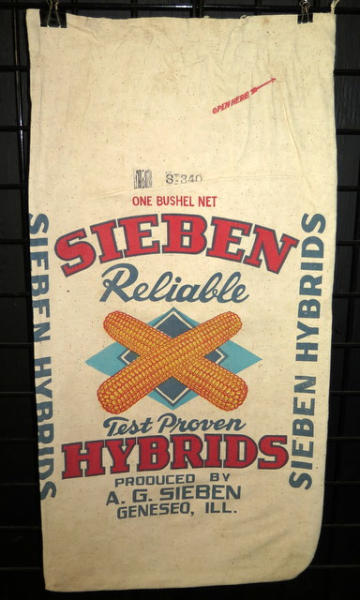 OPEN HERE
S-340
ONE BUSHEL NET
SIEBEN
Reliable
Test Proven
HYBRIDS
PRODUCED BY
A. G. SIEBEN
GENESEO, ILL.
SIEBEN HYBRIDS
SIEBEN HYBRIDS